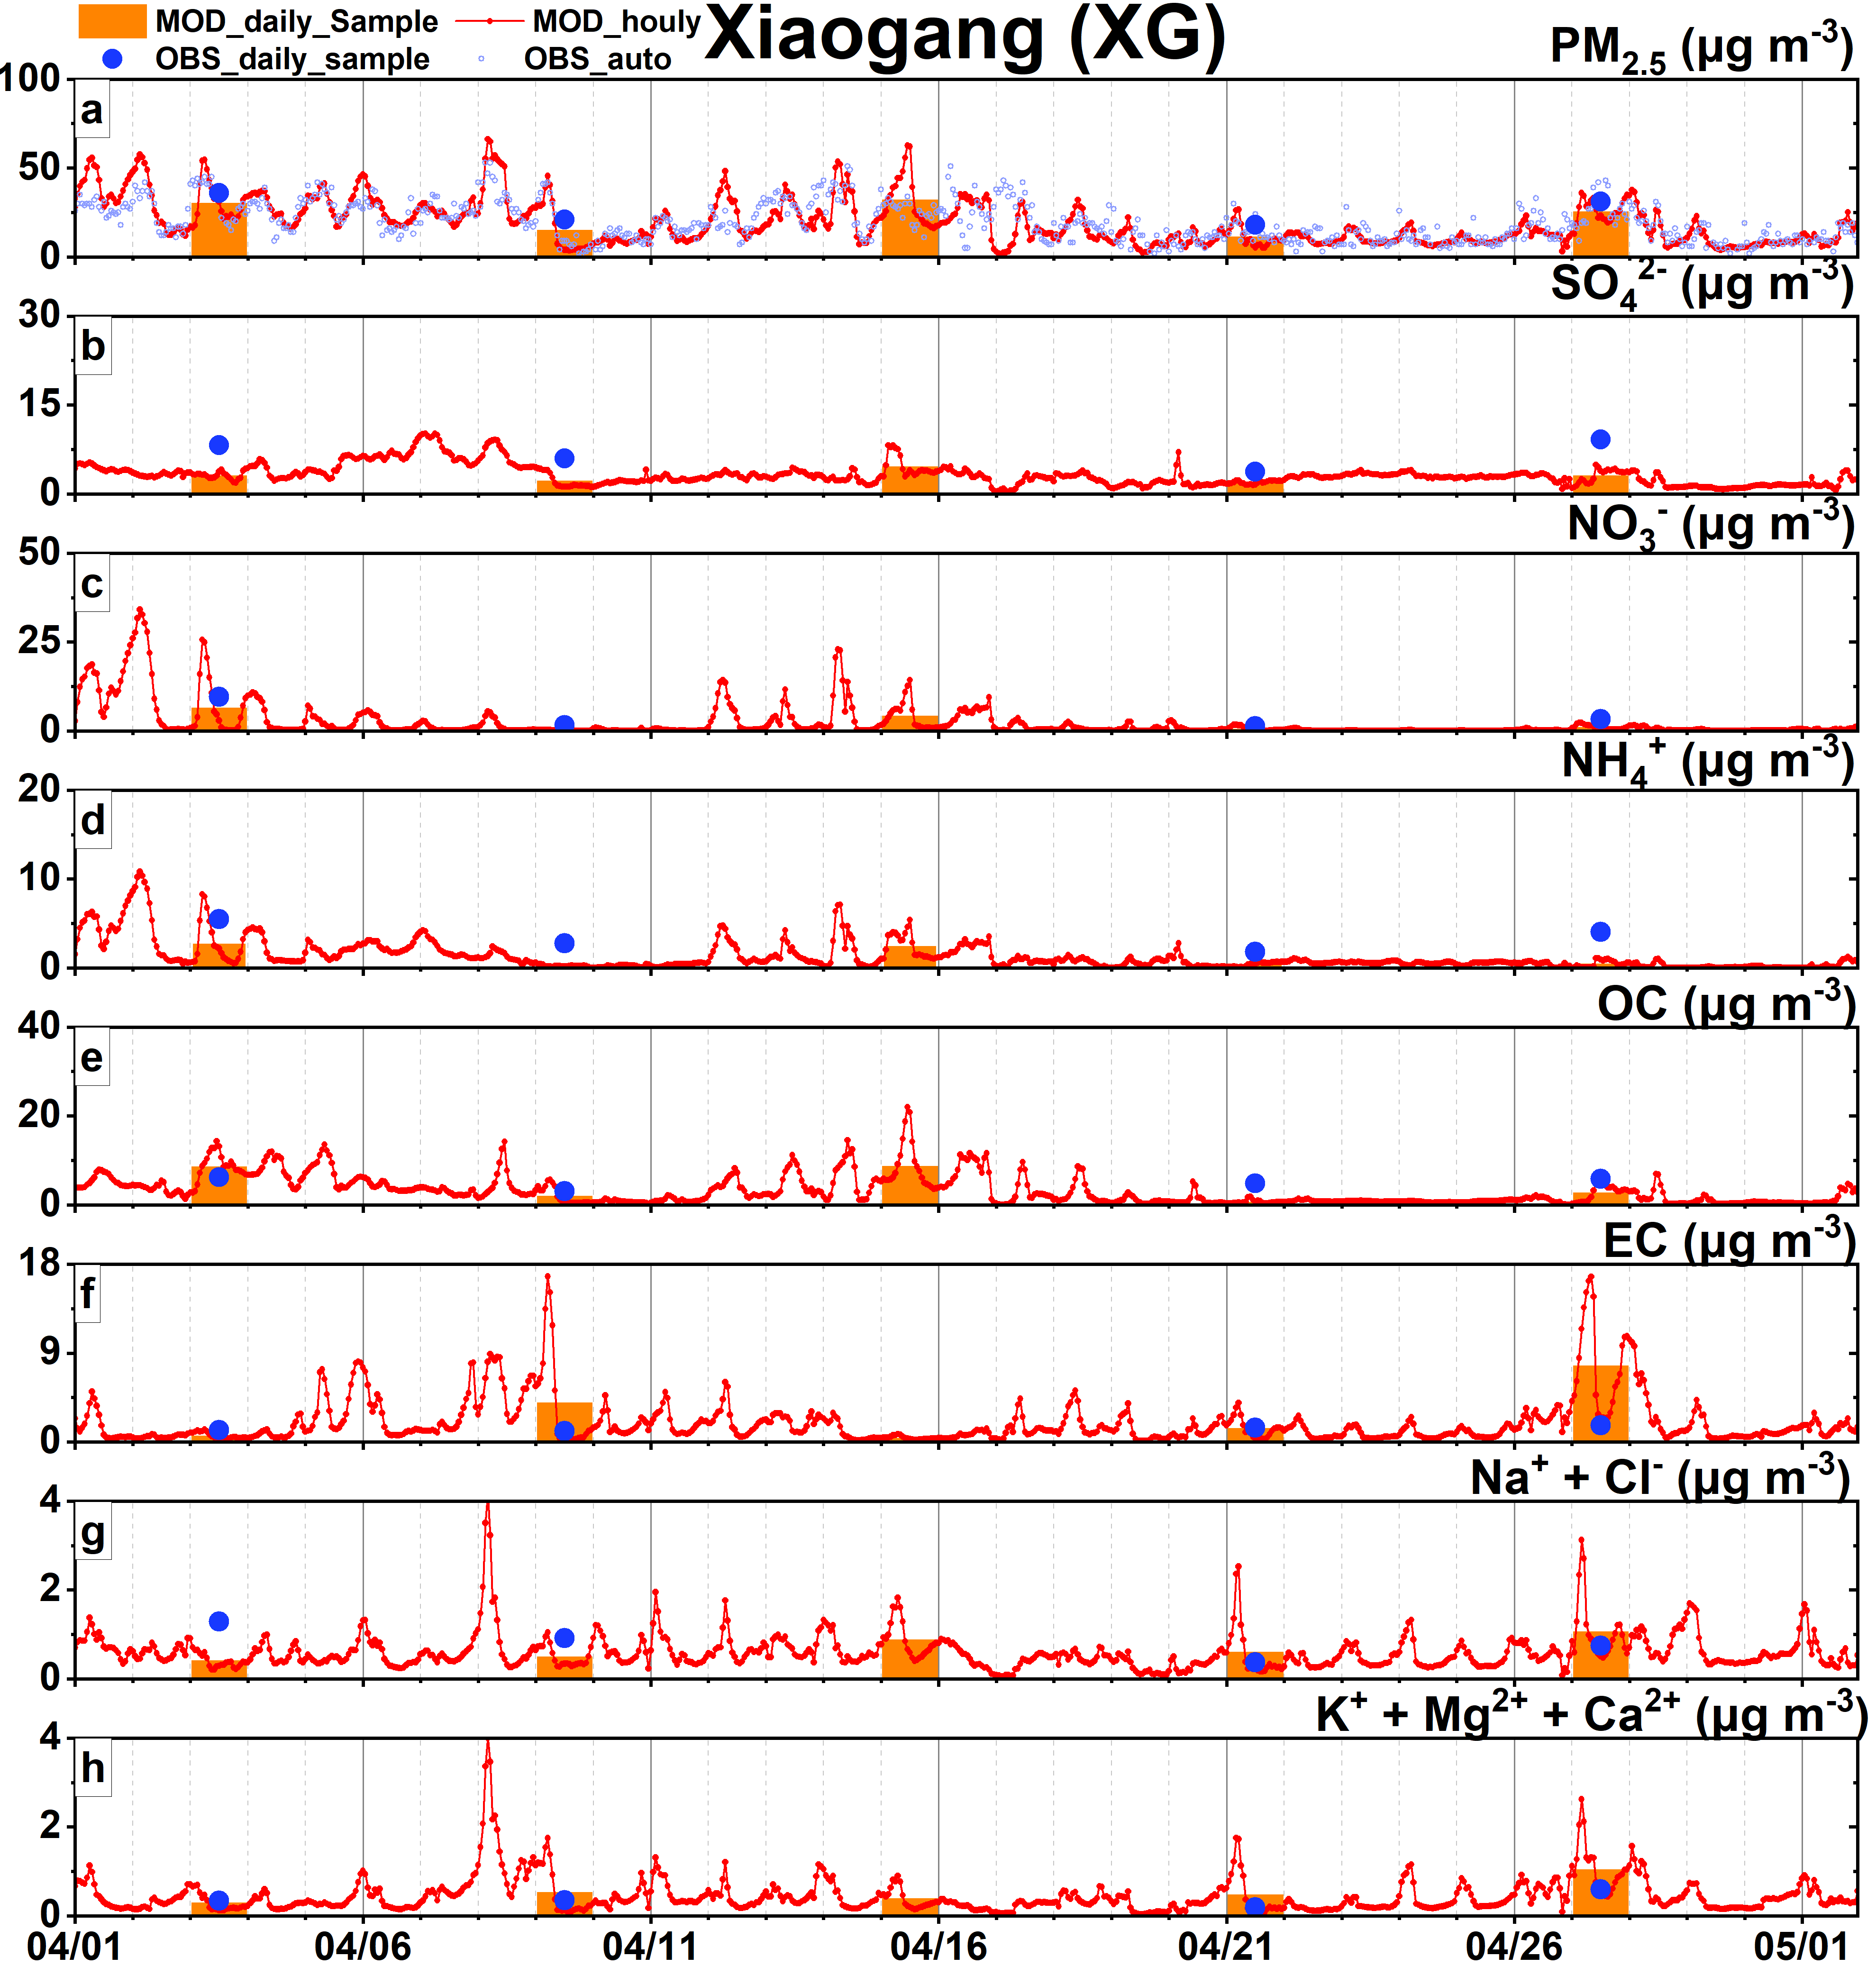 MOD_daily_Sample MOD_houly Xiaogang (XG)
OBS_daily_sample OBS_auto PM2.5 (μg m-3)
100
a
50
0
SO42- (μg m-3)
30
b
15
0
NO3- (μg m-3)
50
c
25
0
NH4+ (μg m-3)
20
d
10
0
OC (μg m-3)
40
e
20
0
EC (μg m-3)
18
f
9
0
Na+ + Cl- (μg m-3)
4
g
2
0
K+ + Mg2+ + Ca2+ (μg m-3)
4
h
2
0
04/01 04/06 04/11 04/16 04/21 04/26 05/01